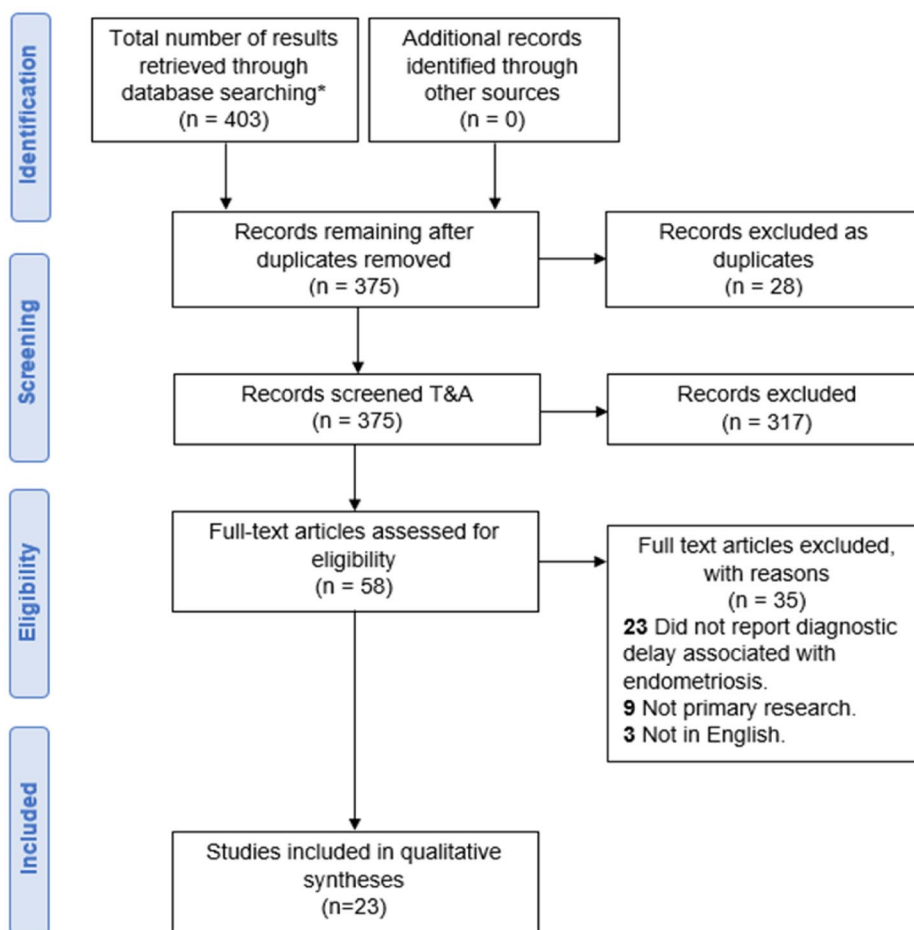 Identification
Total number of results
retrieved through
database searching*
(n = 403)
Additional records
identified through
other sources
(n = 0)
Records remaining after
duplicates removed
(n = 375)
Records excluded as
duplicates
(n = 28)
Screening
Records screened T&A
(n = 375)
Records excluded
(n = 317)
Eligibility
Full-text articles assessed for
eligibility
(n = 58)
Full text articles excluded,
with reasons
(n = 35)
23 Did not report diagnostic
delay associated with
endometriosis.
9 Not primary research.
3 Not in English.
Included
Studies included in qualitative
syntheses
(n=23)